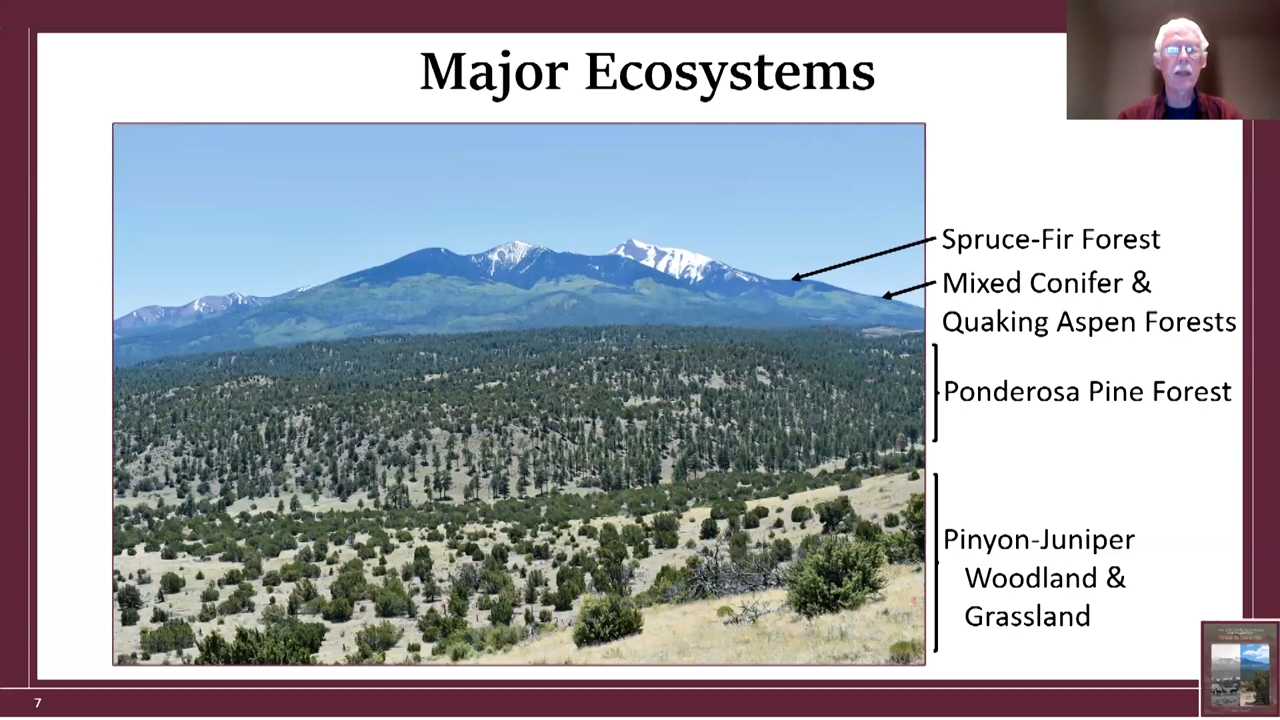 Major Ecosystems
Spruce-Fir Forest
Mixed Conifer &
Quaking Aspen Forests
Ponderosa Pine Forest
Pinyon-Juniper
Woodland &
Grassland
7